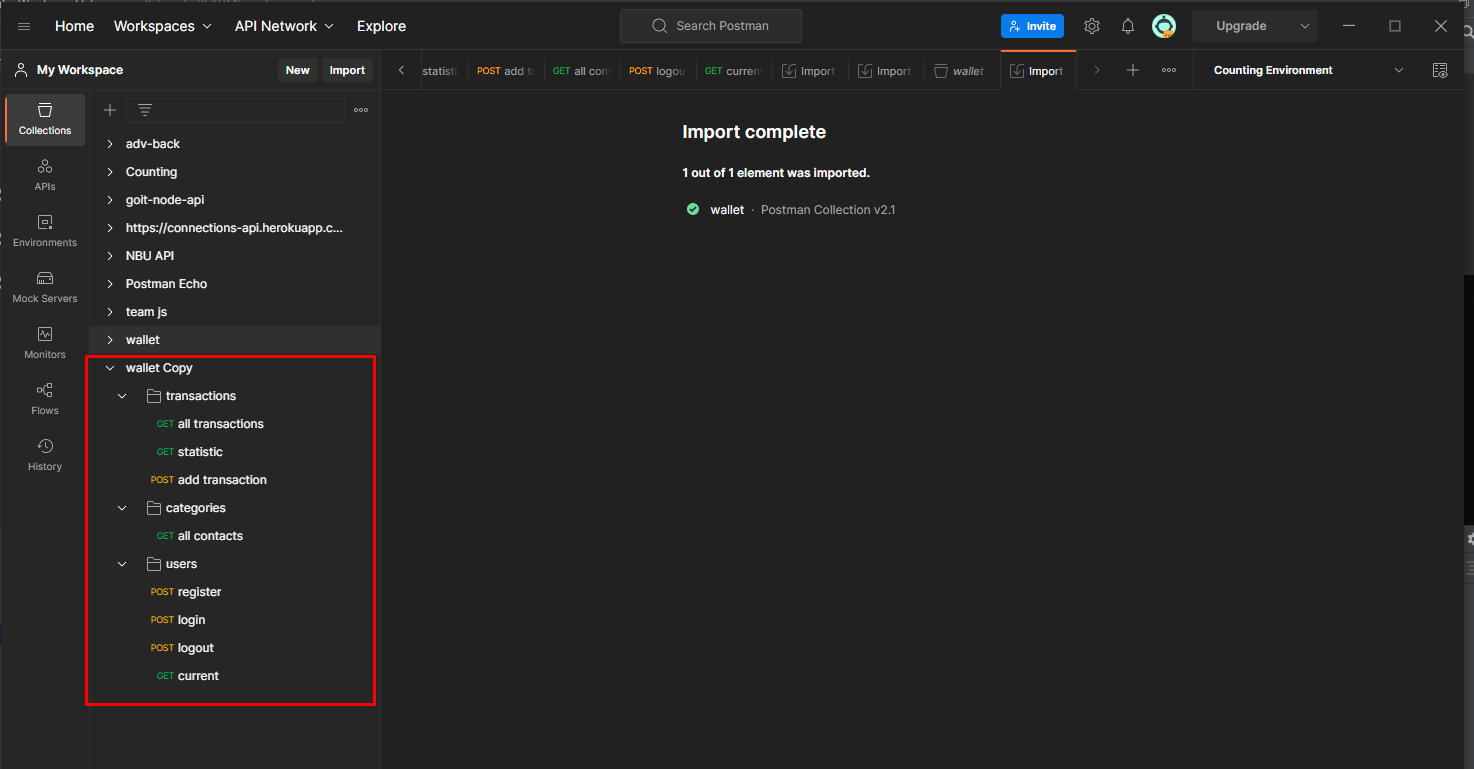 Home Workspaces API Network Explore Search Postman Invite Upgrade
My Workspace New Import
statisti POST add t GET all cont POST logou GET current Import Import wallet Import Counting Environment
Collections
APIs
Environments
Mock Servers
Monitors
Flows
History
adv-back
Counting
goit-node-api
https://connections-api.herokuapp.c...
NBU API
Postman Echo
team js
wallet
wallet Copy
transactions
GET all transactions
GET statistic
POST add transaction
categories
GET all contacts
users
POST register
POST login
POST logout
GET current
Import complete
1 out of 1 element was imported.
wallet · Postman Collection v2.1